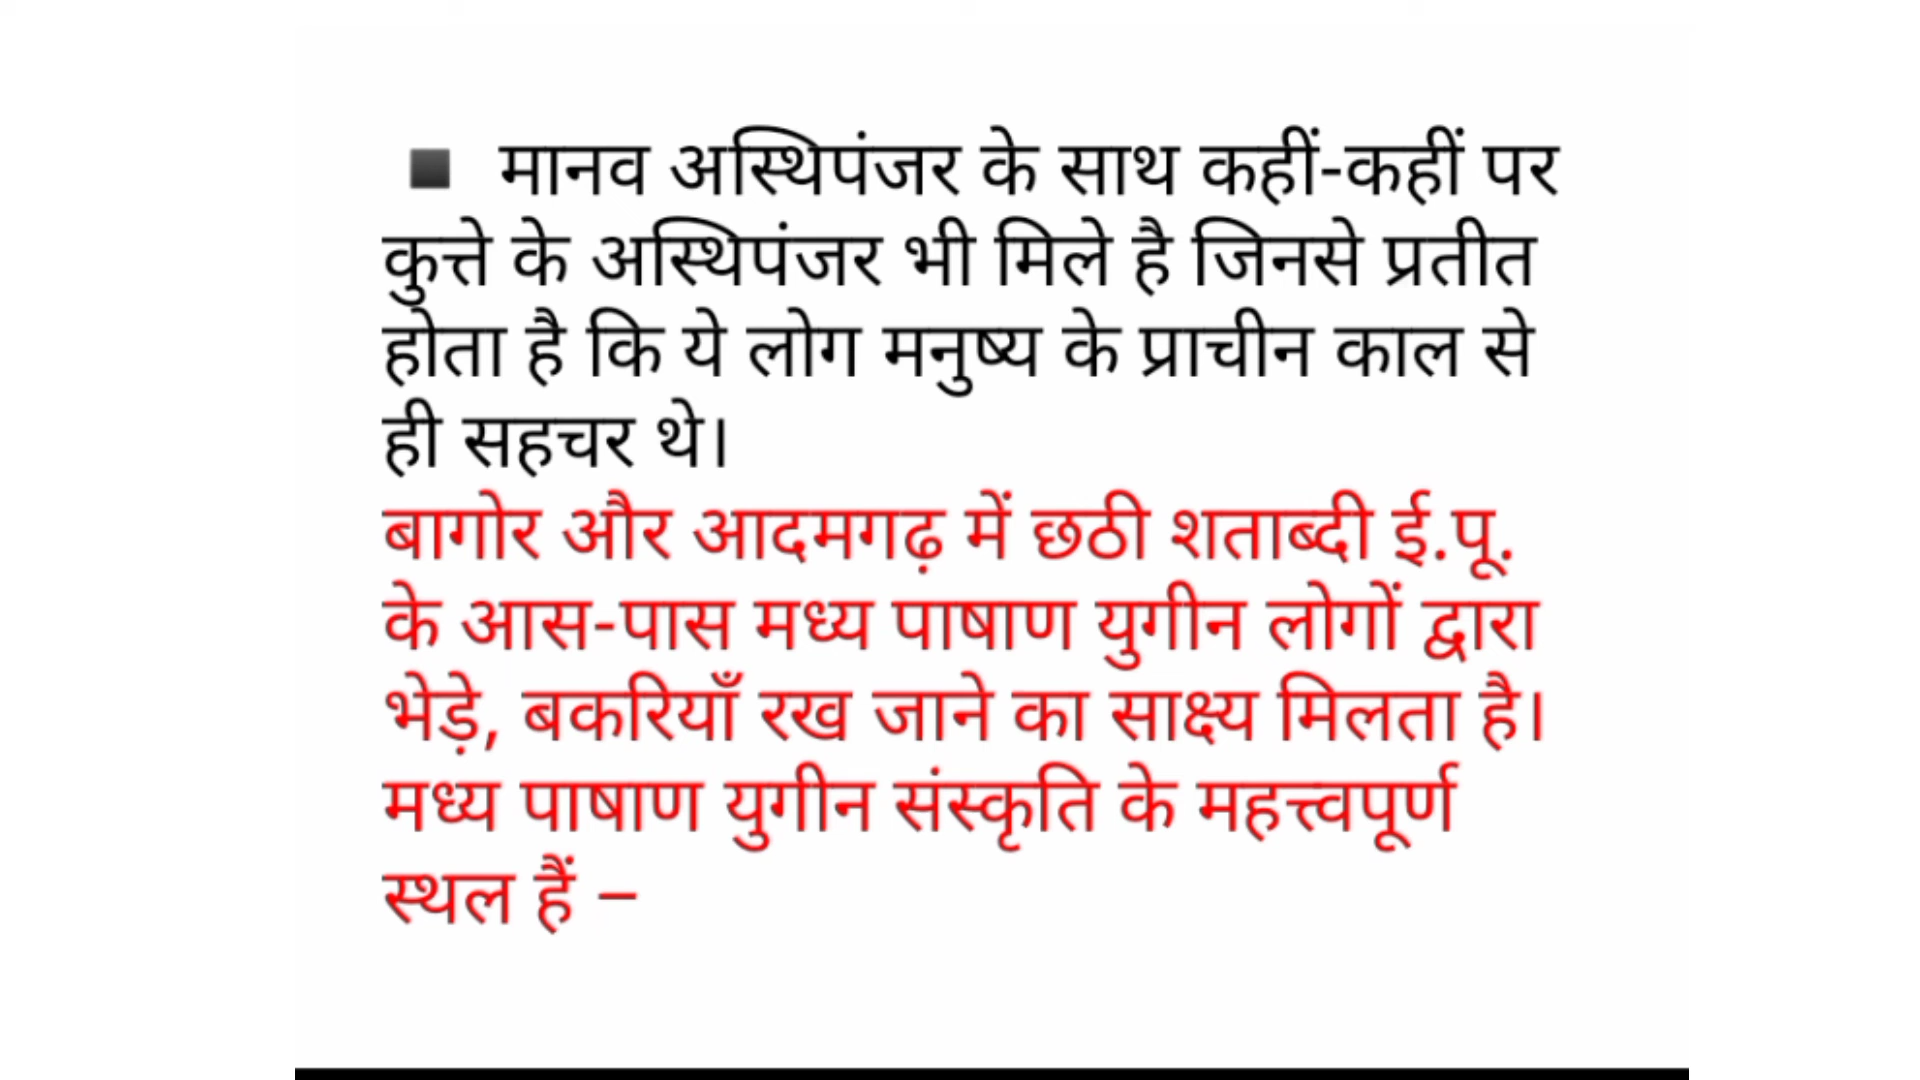 ◾ मानव अस्थिपंजर के साथ कहीं-कहीं पर
कुत्ते के अस्थिपंजर भी मिले है जिनसे प्रतीत
होता है कि ये लोग मनुष्य के प्राचीन काल से
ही सहचर थे।
बागोर और आदमगढ़ में छठी शताब्दी ई.पू.
के आस-पास मध्य पाषाण युगीन लोगों द्वारा
भेड़े, बकरियाँ रख जाने का साक्ष्य मिलता है।
मध्य पाषाण युगीन संस्कृति के महत्त्वपूर्ण
स्थल हैं –